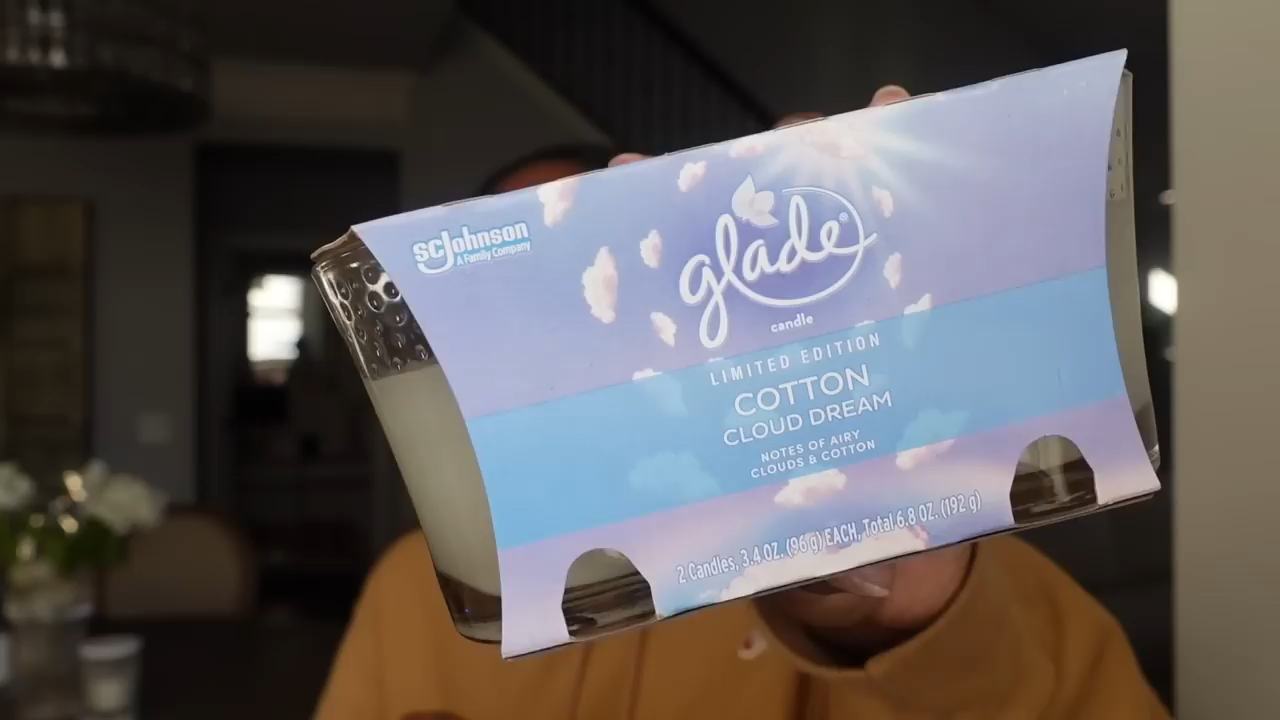 scJohnson
A Family Company
glade®
candle
LIMITED EDITION
COTTON
CLOUD DREAM
NOTES OF AIRY
CLOUDS & COTTON
2 Candles, 3.4 OZ. (96 g) EACH, Total 6.8 OZ. (192 g)